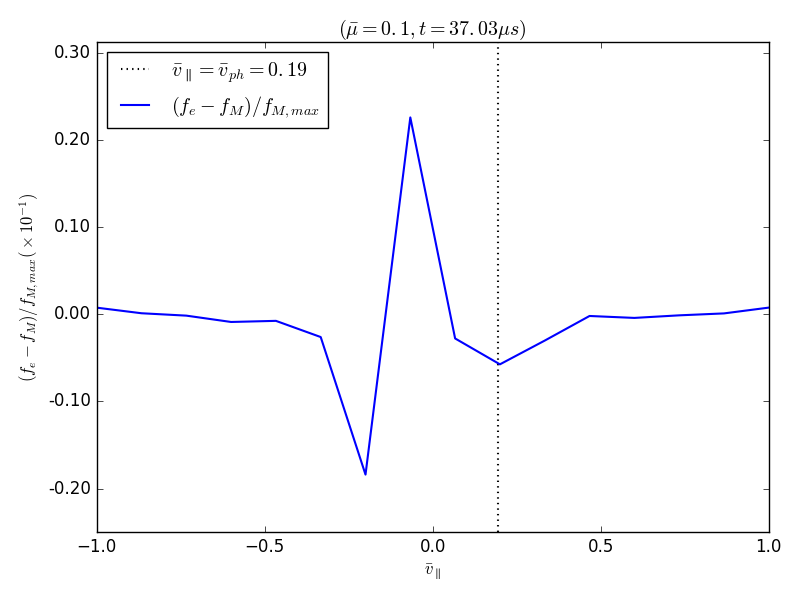 (μ̄ = 0.1, t = 37.03μs)
0.30
v̄∥ = v̄ph = 0.19
(fe − fM)/fM,max
0.20
0.10
0.00
-0.10
-0.20
(fe − fM)/fM,max(×10⁻¹)
−1.0 −0.5 0.0 0.5 1.0
v̄∥